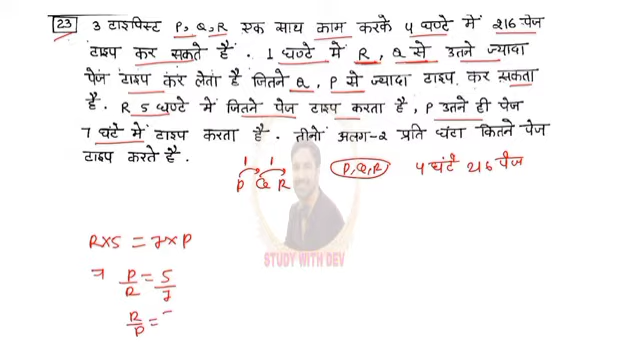 23 3 टाइपिस्ट P, Q, R एक साथ काम करके 4 घण्टे में 216 पेज
टाइप कर सकते है . 1 घण्टे में R, Q से उतने ज्यादा
पेज टाइप कर लेता है जितने Q, P से ज्यादा टाइप कर सकता
है. R 5 घण्टे में जितने पेज टाइप करता है, P उतने ही पेज
7 घंटे में टाइप करता है. तीनो अलग-2 प्रति घंटा कितने पेज
टाइप करते है.
1 1
P Q R P,Q,R 4 घंटे 216 पेज
R×5 = 7×P
P/R = 5/7
R/P =
STUDY WITH DEV